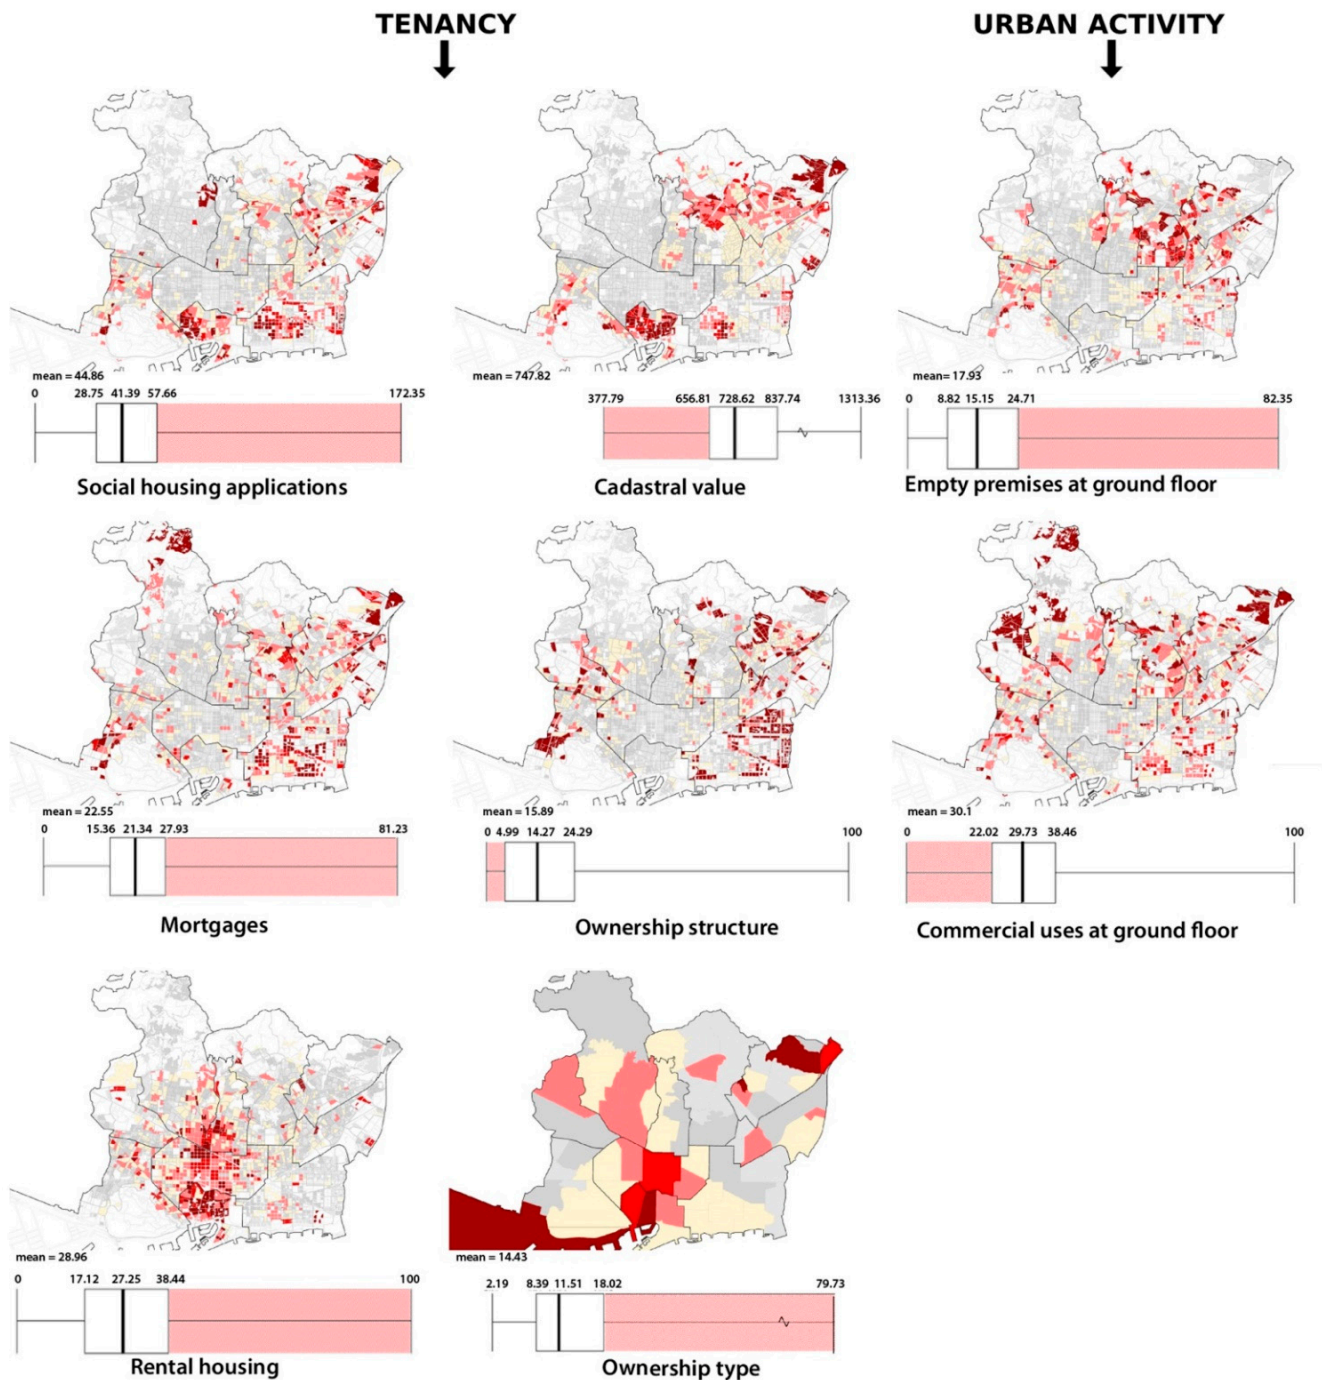 TENANCY
URBAN ACTIVITY
mean = 44.86
0 28.75 41.39 57.66 172.35
Social housing applications
mean = 747.82
377.79 656.81 728.62 837.74 1313.36
Cadastral value
mean= 17.93
0 8.82 15.15 24.71 82.35
Empty premises at ground floor
mean = 22.55
0 15.36 21.34 27.93 81.23
Mortgages
mean = 15.89
0 4.99 14.27 24.29 100
Ownership structure
mean = 30.1
0 22.02 29.73 38.46 100
Commercial uses at ground floor
mean = 28.96
0 17.12 27.25 38.44 100
Rental housing
mean = 14.43
2.19 8.39 11.51 18.02 79.73
Ownership type